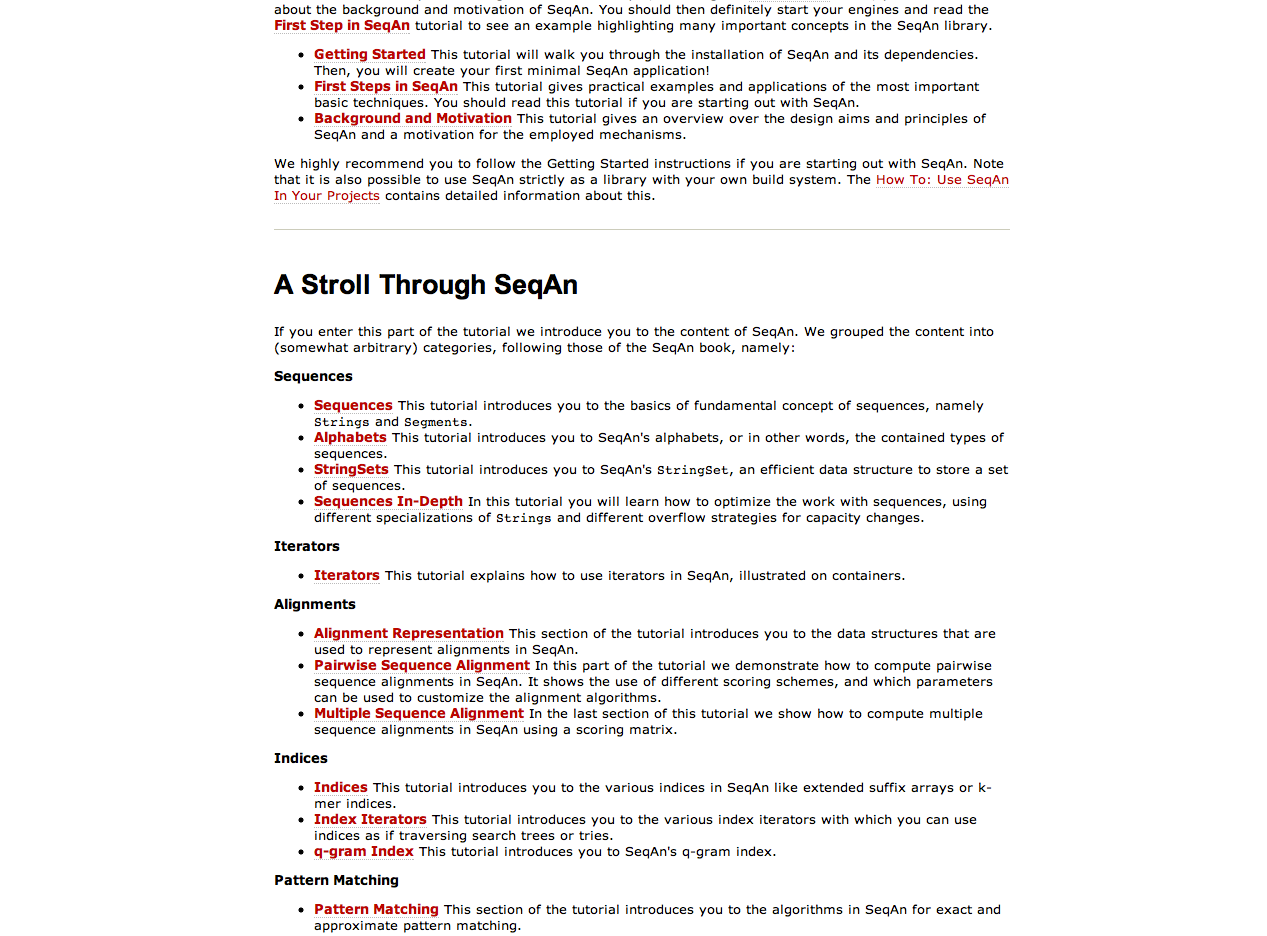 about the background and motivation of SeqAn. You should then definitely start your engines and read the
First Step in SeqAn tutorial to see an example highlighting many important concepts in the SeqAn library.
• Getting Started This tutorial will walk you through the installation of SeqAn and its dependencies.
Then, you will create your first minimal SeqAn application!
• First Steps in SeqAn This tutorial gives practical examples and applications of the most important
basic techniques. You should read this tutorial if you are starting out with SeqAn.
• Background and Motivation This tutorial gives an overview over the design aims and principles of
SeqAn and a motivation for the employed mechanisms.
We highly recommend you to follow the Getting Started instructions if you are starting out with SeqAn. Note
that it is also possible to use SeqAn strictly as a library with your own build system. The How To: Use SeqAn
In Your Projects contains detailed information about this.
A Stroll Through SeqAn
If you enter this part of the tutorial we introduce you to the content of SeqAn. We grouped the content into
(somewhat arbitrary) categories, following those of the SeqAn book, namely:
Sequences
• Sequences This tutorial introduces you to the basics of fundamental concept of sequences, namely
Strings and Segments.
• Alphabets This tutorial introduces you to SeqAn's alphabets, or in other words, the contained types of
sequences.
• StringSets This tutorial introduces you to SeqAn's StringSet, an efficient data structure to store a set
of sequences.
• Sequences In-Depth In this tutorial you will learn how to optimize the work with sequences, using
different specializations of Strings and different overflow strategies for capacity changes.
Iterators
• Iterators This tutorial explains how to use iterators in SeqAn, illustrated on containers.
Alignments
• Alignment Representation This section of the tutorial introduces you to the data structures that are
used to represent alignments in SeqAn.
• Pairwise Sequence Alignment In this part of the tutorial we demonstrate how to compute pairwise
sequence alignments in SeqAn. It shows the use of different scoring schemes, and which parameters
can be used to customize the alignment algorithms.
• Multiple Sequence Alignment In the last section of this tutorial we show how to compute multiple
sequence alignments in SeqAn using a scoring matrix.
Indices
• Indices This tutorial introduces you to the various indices in SeqAn like extended suffix arrays or k-
mer indices.
• Index Iterators This tutorial introduces you to the various index iterators with which you can use
indices as if traversing search trees or tries.
• q-gram Index This tutorial introduces you to SeqAn's q-gram index.
Pattern Matching
• Pattern Matching This section of the tutorial introduces you to the algorithms in SeqAn for exact and
approximate pattern matching.